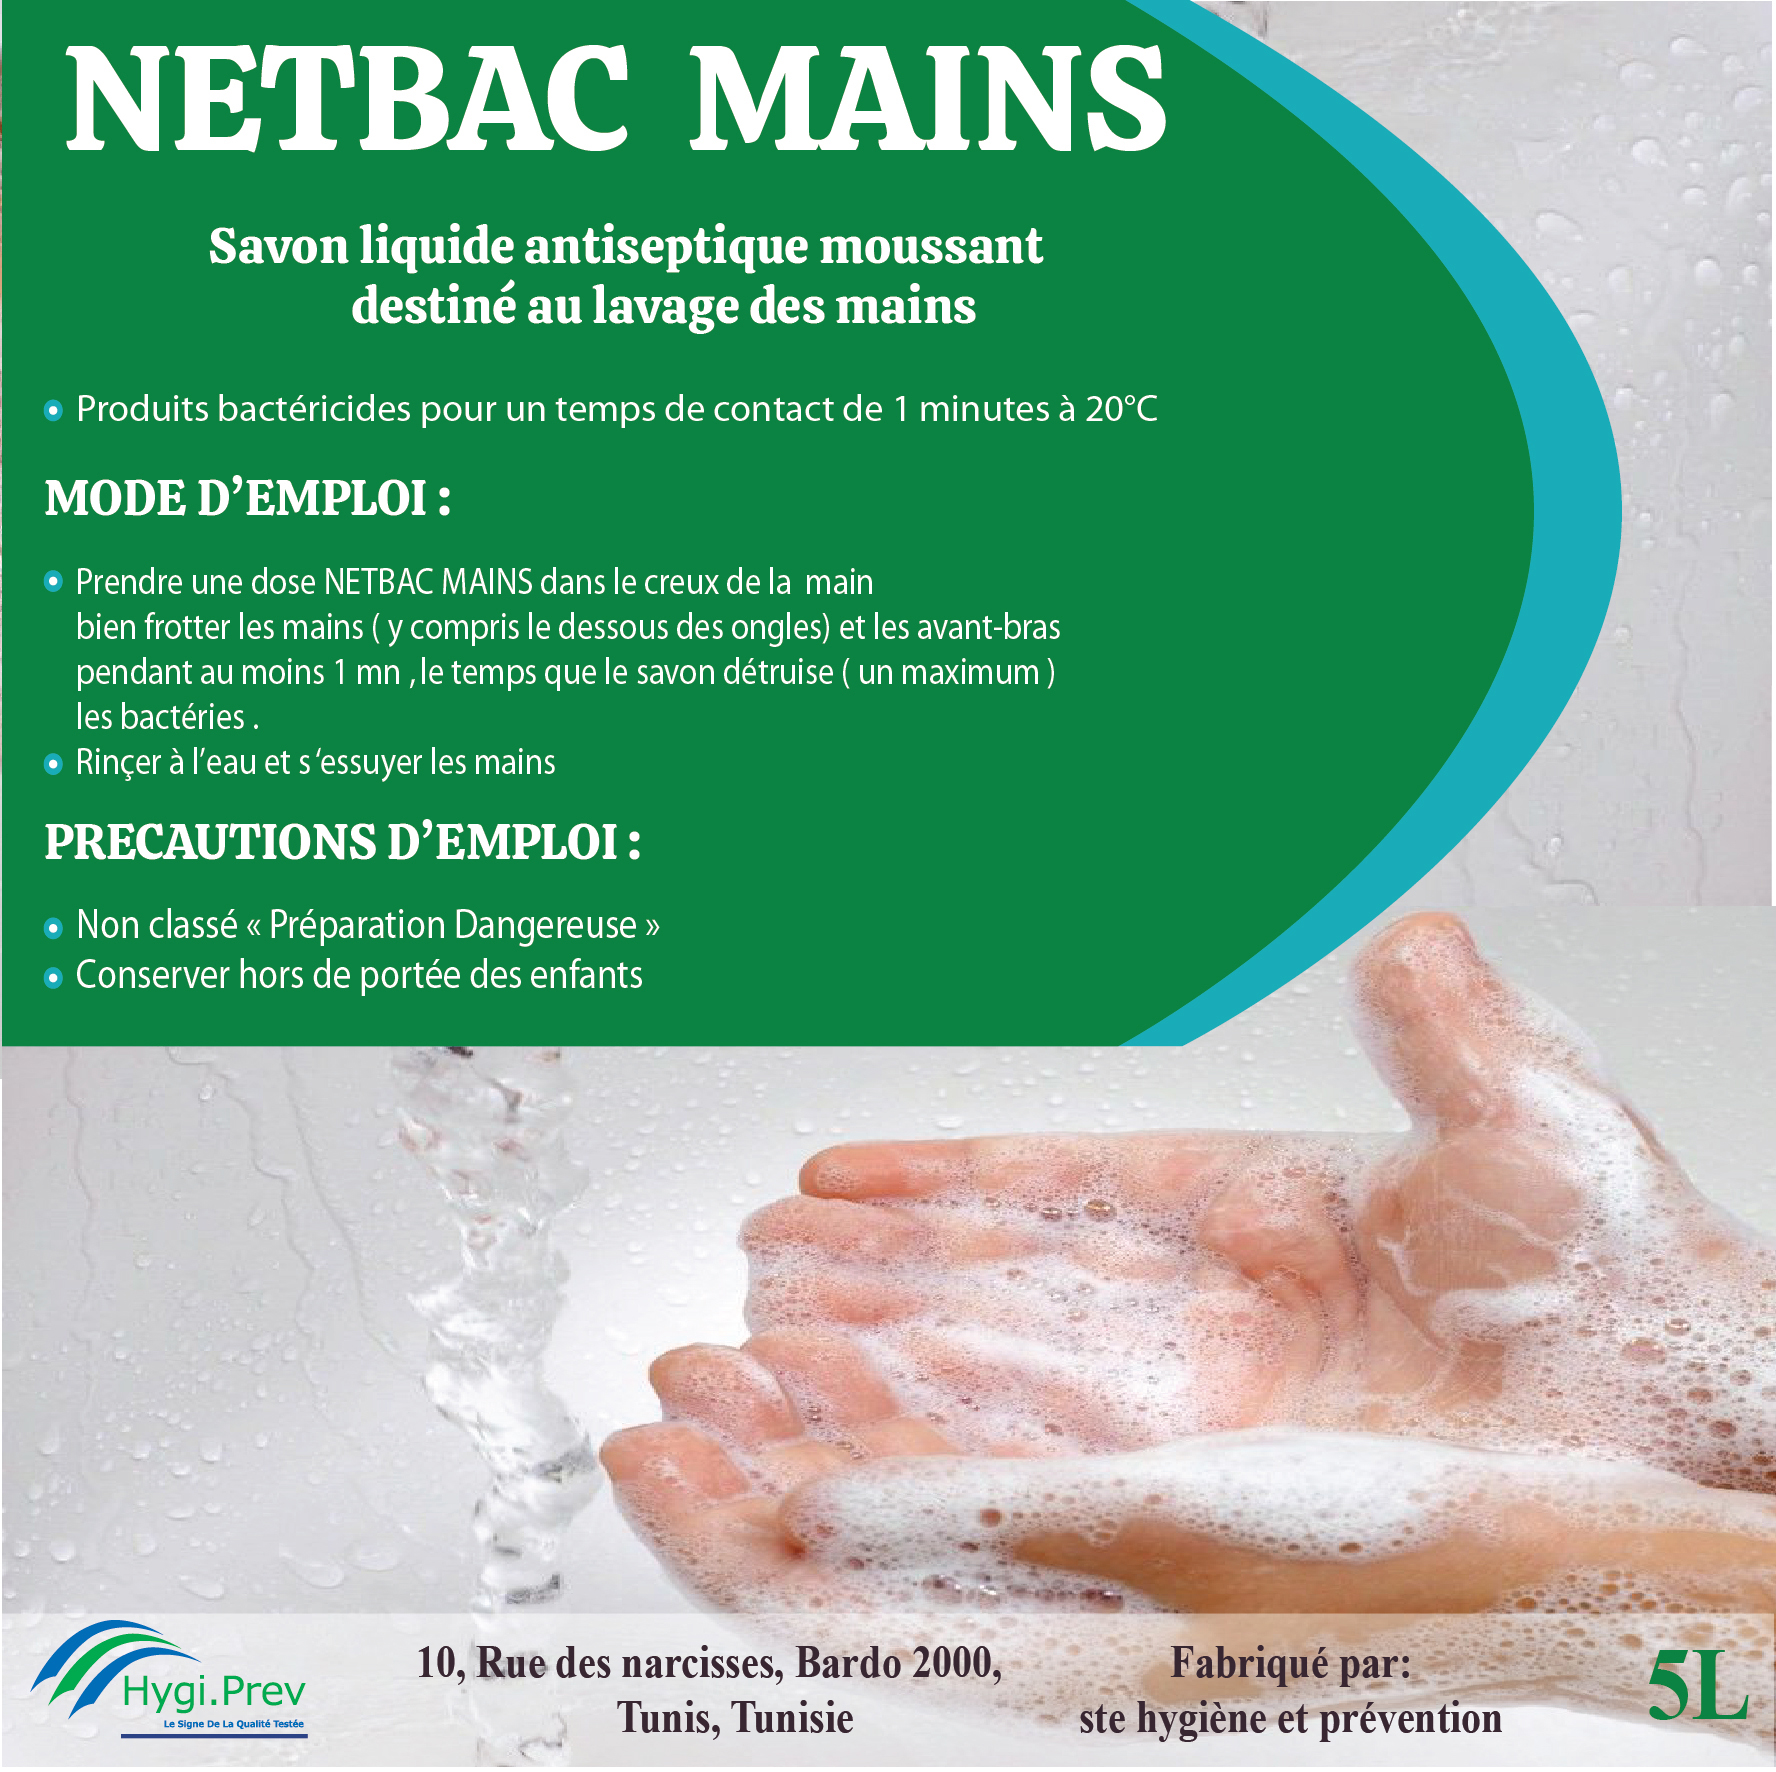 NETBAC MAINS
Savon liquide antiseptique moussant
destiné au lavage des mains
Produits bactéricides pour un temps de contact de 1 minutes à 20°C
MODE D’EMPLOI :
Prendre une dose NETBAC MAINS dans le creux de la main
bien frotter les mains ( y compris le dessous des ongles) et les avant-bras
pendant au moins 1 mn , le temps que le savon détruise ( un maximum )
les bactéries .
Rinçer à l’eau et s ‘essuyer les mains
PRECAUTIONS D’EMPLOI :
Non classé « Préparation Dangereuse »
Conserver hors de portée des enfants
Hygi.Prev
Le Signe De La Qualité Testée
10, Rue des narcisses, Bardo 2000,
Tunis, Tunisie
Fabriqué par:
ste hygiène et prévention
5L